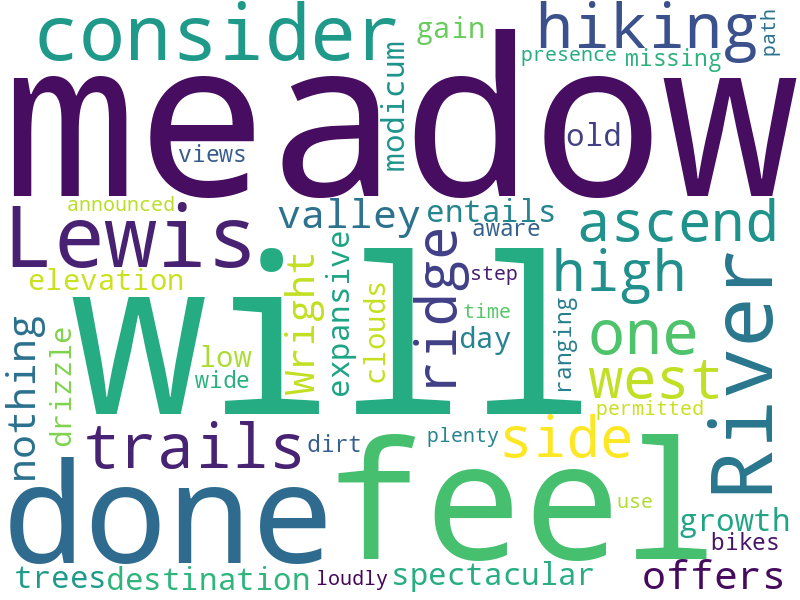 consider
gain
hiking
path
presence
missing
modicum
meadow
views
old
announced
Lewis
valley
entails
aware
ascend
elevation
Wright
expansive
ridge
step
high
River
clouds
will
time
day
ranging
one
nothing
drizzle
low
wide
west
permitted
trails
dirt
plenty
side
done
feel
use
growth
bikes
trees
destination
loudly
spectacular
offers